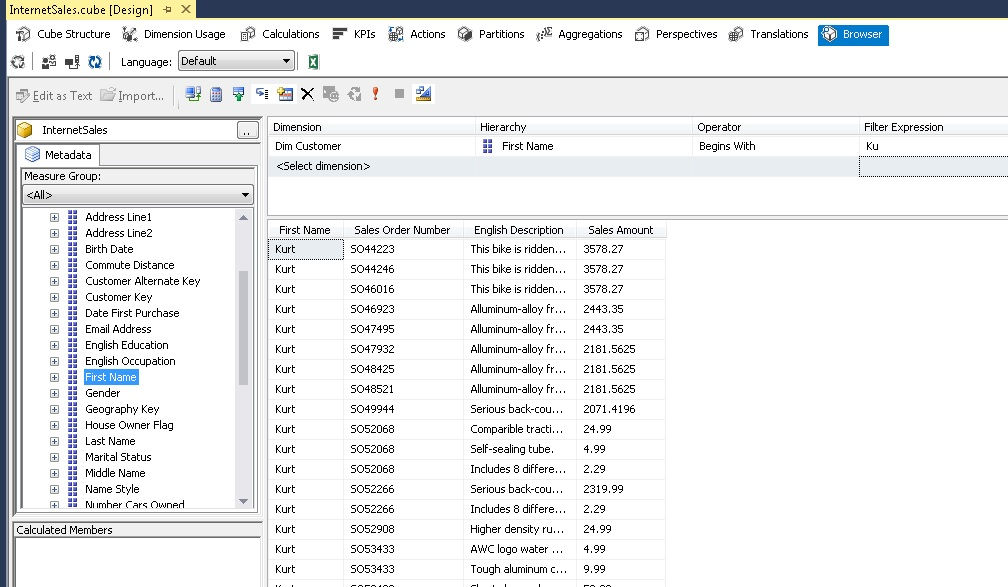 InternetSales.cube [Design]
Cube Structure Dimension Usage Calculations KPIs Actions Partitions Aggregations Perspectives Translations Browser
Language: Default
Edit as Text Import...
InternetSales ..
Metadata
Measure Group:
<All>
Address Line1
Address Line2
Birth Date
Commute Distance
Customer Alternate Key
Customer Key
Date First Purchase
Email Address
English Education
English Occupation
First Name
Gender
Geography Key
House Owner Flag
Last Name
Marital Status
Middle Name
Name Style
Number Cars Owned
Calculated Members
Dimension Hierarchy Operator Filter Expression
Dim Customer First Name Begins With Ku
<Select dimension>
First Name Sales Order Number English Description Sales Amount
Kurt SO44223 This bike is ridden... 3578.27
Kurt SO44246 This bike is ridden... 3578.27
Kurt SO46016 This bike is ridden... 3578.27
Kurt SO46923 Alluminum-alloy fr... 2443.35
Kurt SO47495 Alluminum-alloy fr... 2443.35
Kurt SO47932 Alluminum-alloy fr... 2181.5625
Kurt SO48425 Alluminum-alloy fr... 2181.5625
Kurt SO48521 Alluminum-alloy fr... 2181.5625
Kurt SO49944 Serious back-cou... 2071.4196
Kurt SO52068 Comparible tracti... 24.99
Kurt SO52068 Self-sealing tube. 4.99
Kurt SO52068 Includes 8 differe... 2.29
Kurt SO52266 Serious back-cou... 2319.99
Kurt SO52266 Includes 8 differe... 2.29
Kurt SO52908 Higher density ru... 24.99
Kurt SO53433 AWC logo water ... 4.99
Kurt SO53433 Tough aluminum c... 9.99